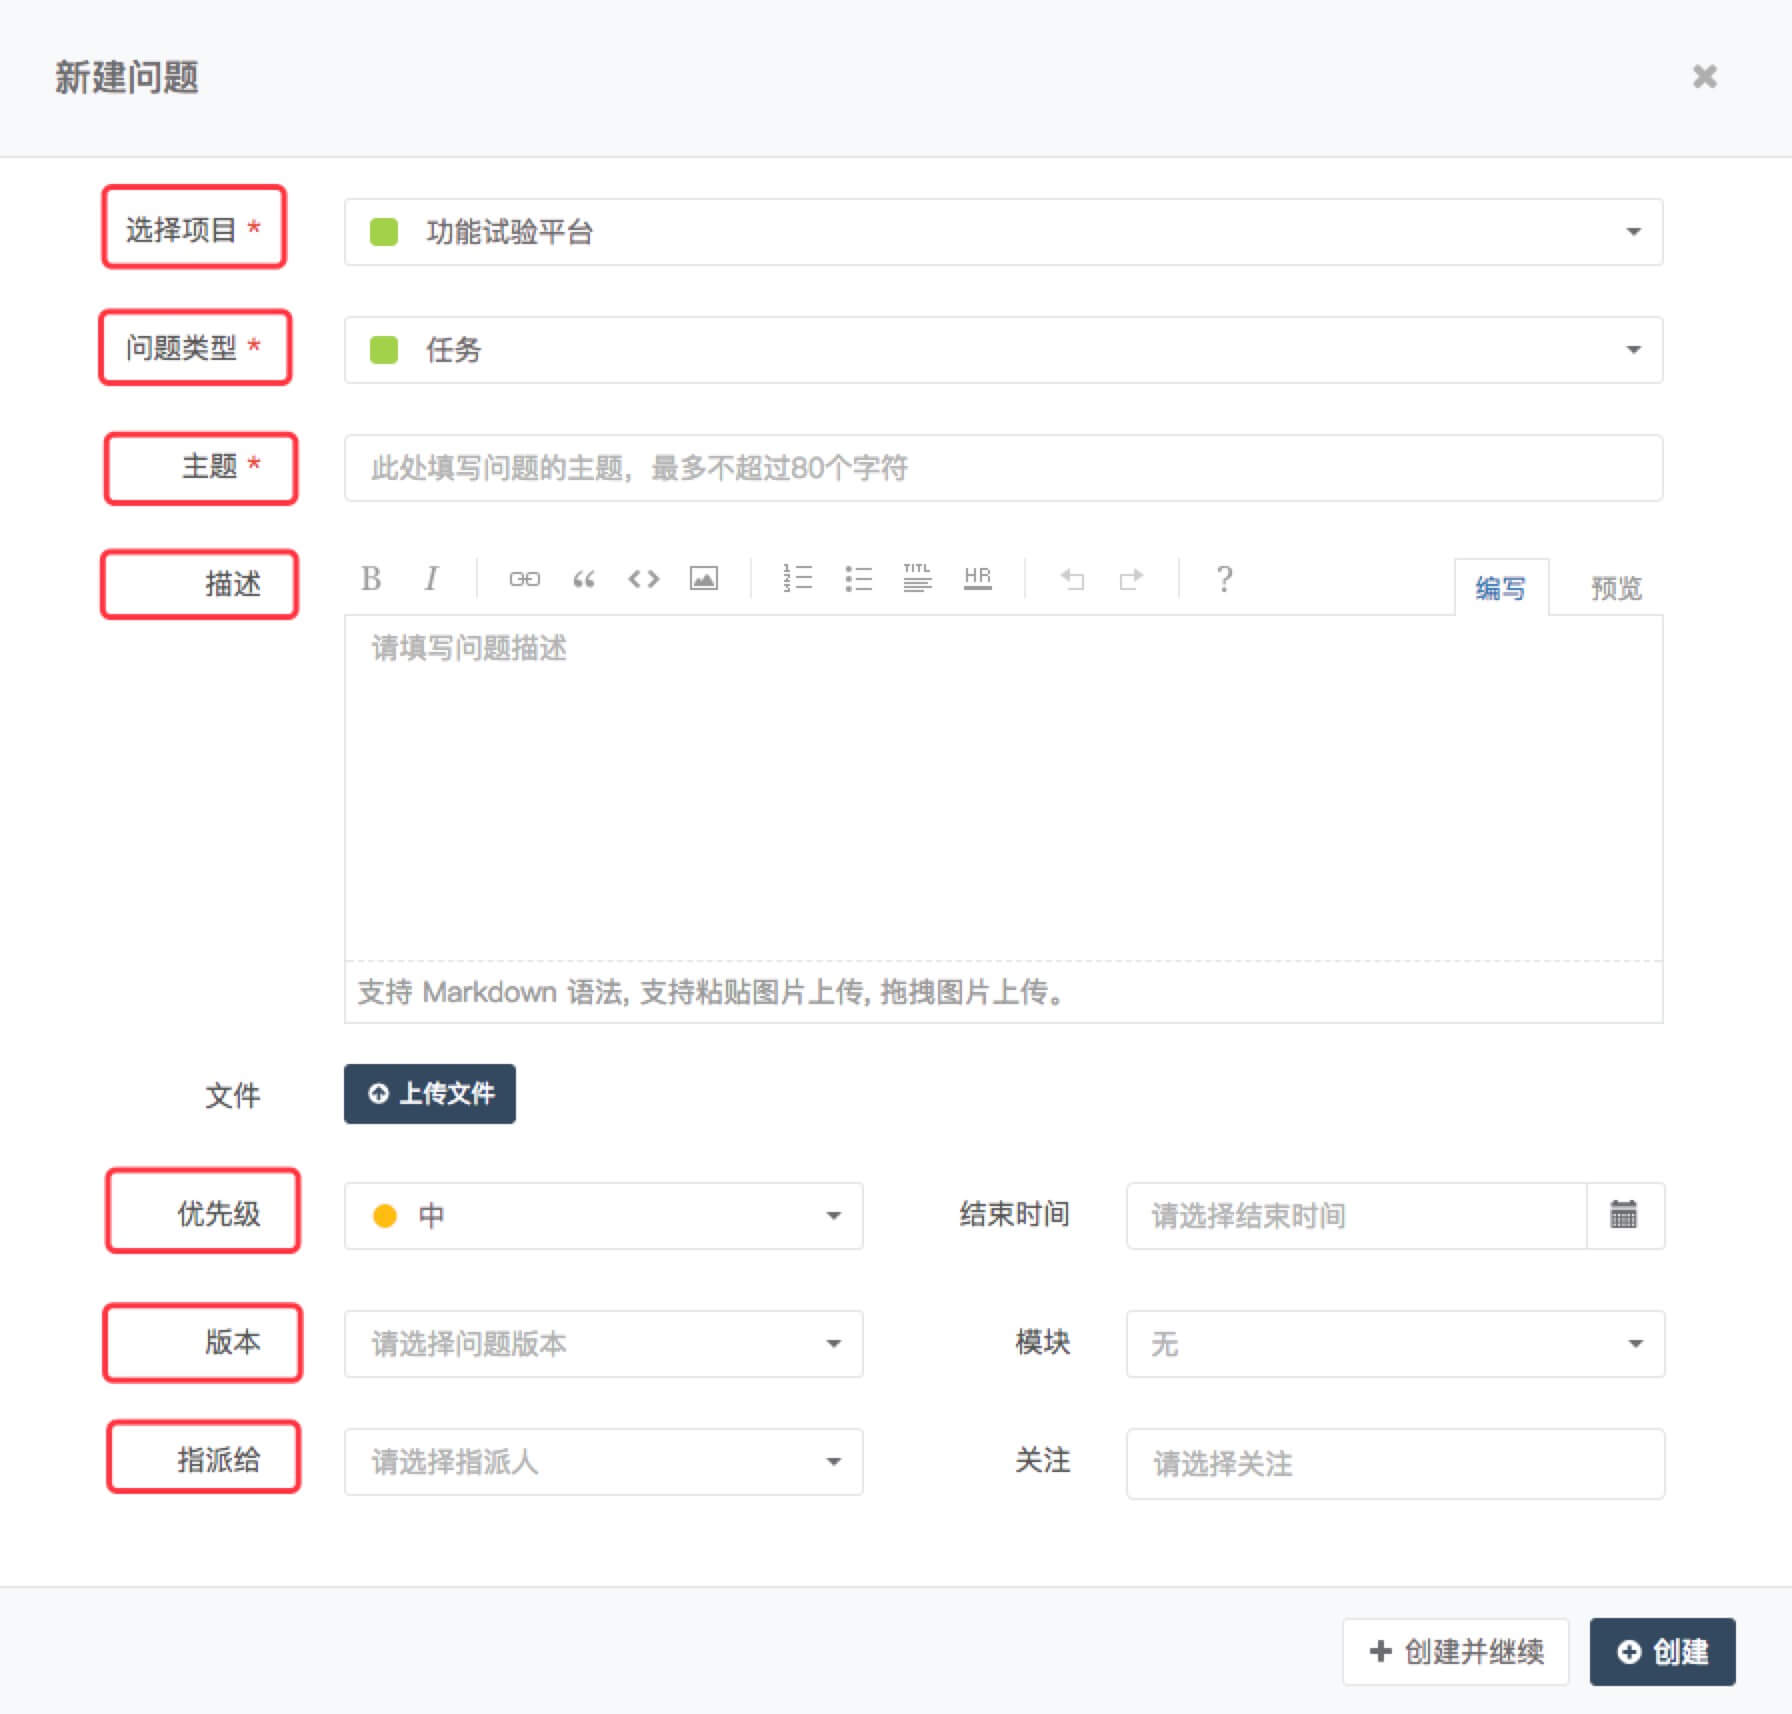 新建问题
选择项目 *
功能试验平台
问题类型 *
任务
主题 *
此处填写问题的主题，最多不超过80个字符
描述
B I TITL HR ?
编写 预览
请填写问题描述
支持 Markdown 语法, 支持粘贴图片上传, 拖拽图片上传。
文件
上传文件
优先级
中
结束时间
请选择结束时间
版本
请选择问题版本
模块
无
指派给
请选择指派人
关注
请选择关注
创建并继续
创建